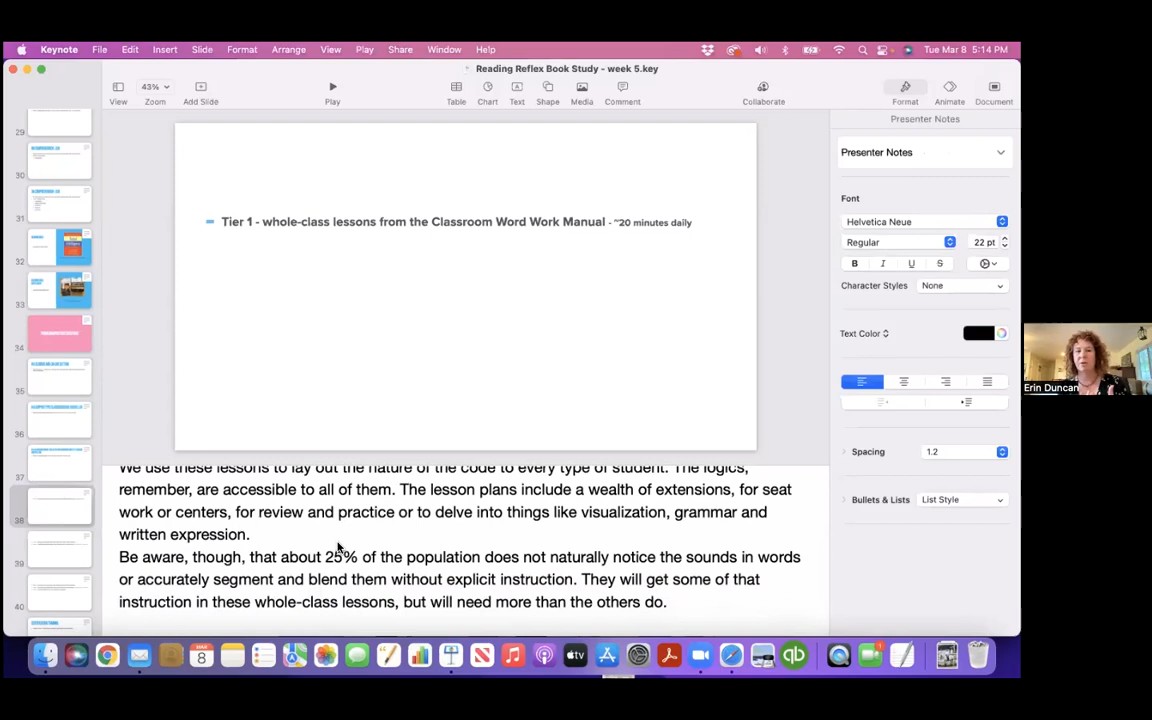 Keynote File Edit Insert Slide Format Arrange View Play Share Window Help Tue Mar 8 5:14 PM
Reading Reflex Book Study - week 5.key
43%
View Zoom Add Slide Play Table Chart Text Shape Media Comment Collaborate Format Animate Document
Presenter Notes
Presenter Notes
Font
Helvetica Neue
Regular 22 pt
B I U S
Character Styles None
Text Color
Spacing 1.2
Bullets & Lists List Style
29
30
31
32
33
34
35
36
37
38
39
40
Tier 1 - whole-class lessons from the Classroom Word Work Manual - ~20 minutes daily
We use these lessons to lay out the nature of the code to every type of student. The logics,
remember, are accessible to all of them. The lesson plans include a wealth of extensions, for seat
work or centers, for review and practice or to delve into things like visualization, grammar and
written expression.
Be aware, though, that about 25% of the population does not naturally notice the sounds in words
or accurately segment and blend them without explicit instruction. They will get some of that
instruction in these whole-class lessons, but will need more than the others do.
Erin Duncan
MAR
8
tv
qb